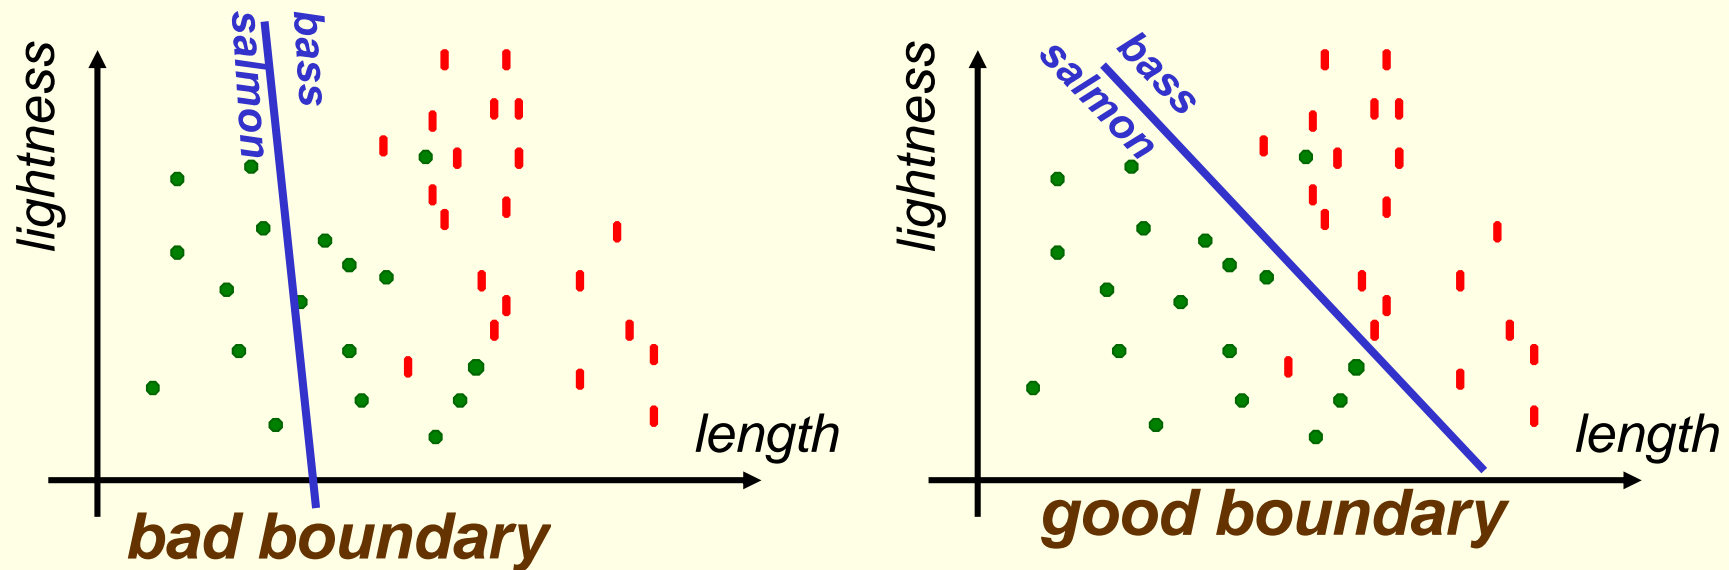 lightness
salmon
bass
length
bad boundary
lightness
salmon
bass
length
good boundary